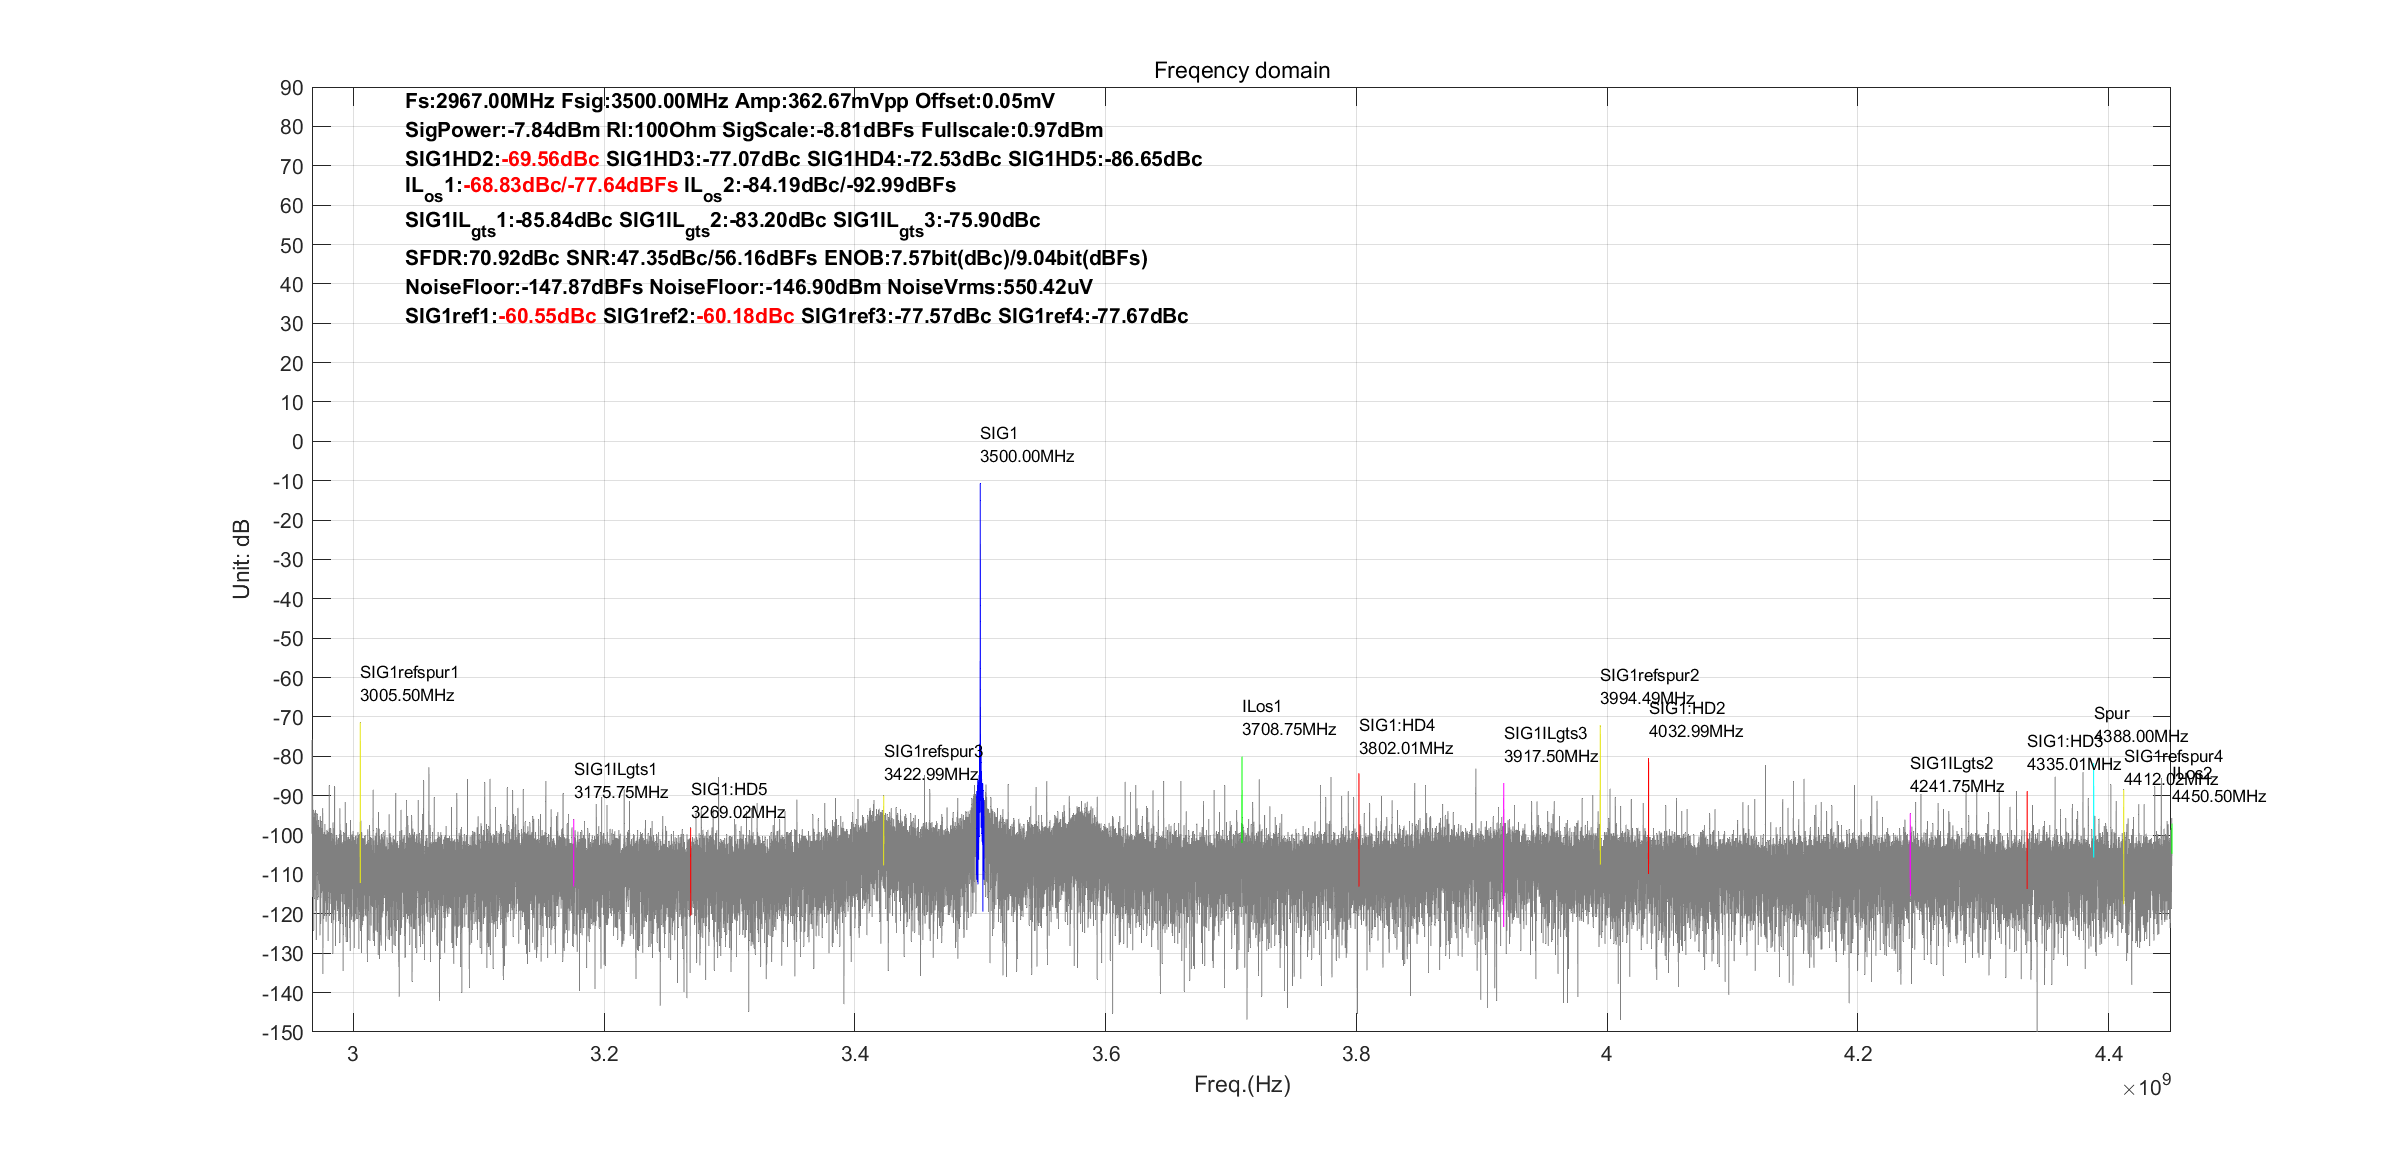 Freqency domain
90
80
70
60
50
40
30
20
10
0
-10
-20
-30
-40
-50
-60
-70
-80
-90
-100
-110
-120
-130
-140
-150
Unit: dB
Fs:2967.00MHz Fsig:3500.00MHz Amp:362.67mVpp Offset:0.05mV
SigPower:-7.84dBm Rl:100Ohm SigScale:-8.81dBFs Fullscale:0.97dBm
SIG1HD2:-69.56dBc SIG1HD3:-77.07dBc SIG1HD4:-72.53dBc SIG1HD5:-86.65dBc
ILos1:-68.83dBc/-77.64dBFs ILos2:-84.19dBc/-92.99dBFs
SIG1ILgts1:-85.84dBc SIG1ILgts2:-83.20dBc SIG1ILgts3:-75.90dBc
SFDR:70.92dBc SNR:47.35dBc/56.16dBFs ENOB:7.57bit(dBc)/9.04bit(dBFs)
NoiseFloor:-147.87dBFs NoiseFloor:-146.90dBm NoiseVrms:550.42uV
SIG1ref1:-60.55dBc SIG1ref2:-60.18dBc SIG1ref3:-77.57dBc SIG1ref4:-77.67dBc
SIG1
3500.00MHz
SIG1refspur1
3005.50MHz
SIG1ILgts1
3175.75MHz
SIG1:HD5
3269.02MHz
SIG1refspur3
3422.99MHz
ILos1
3708.75MHz
SIG1:HD4
3802.01MHz
SIG1ILgts3
3917.50MHz
SIG1refspur2
3994.49MHz
SIG1:HD2
4032.99MHz
SIG1ILgts2
4241.75MHz
SIG1:HD3
4335.01MHz
Spur
4388.00MHz
SIG1refspur4
4412.02MHz
ILos2
4450.50MHz
3 3.2 3.4 3.6 3.8 4 4.2 4.4
Freq.(Hz)
×10^9